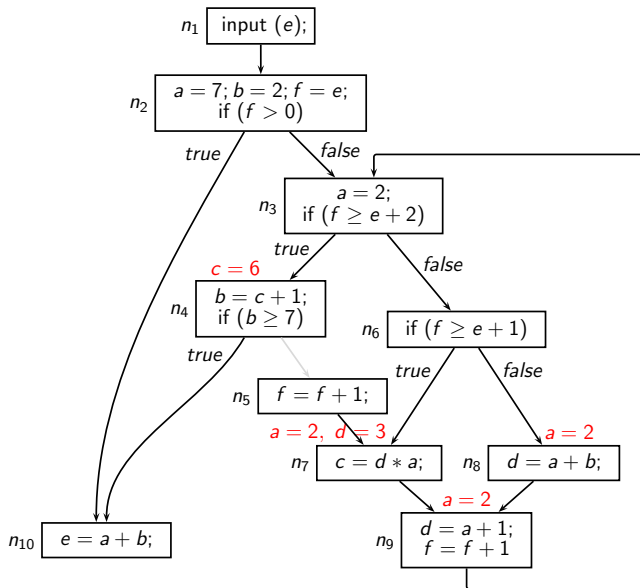 n1 input (e);
n2 a = 7; b = 2; f = e;
if (f > 0)
true false
n3 a = 2;
if (f ≥ e + 2)
true false
c = 6
n4 b = c + 1;
if (b ≥ 7)
n6 if (f ≥ e + 1)
true true false
n5 f = f + 1;
a = 2, d = 3 a = 2
n7 c = d ∗ a; n8 d = a + b;
a = 2
n10 e = a + b; n9 d = a + 1;
f = f + 1